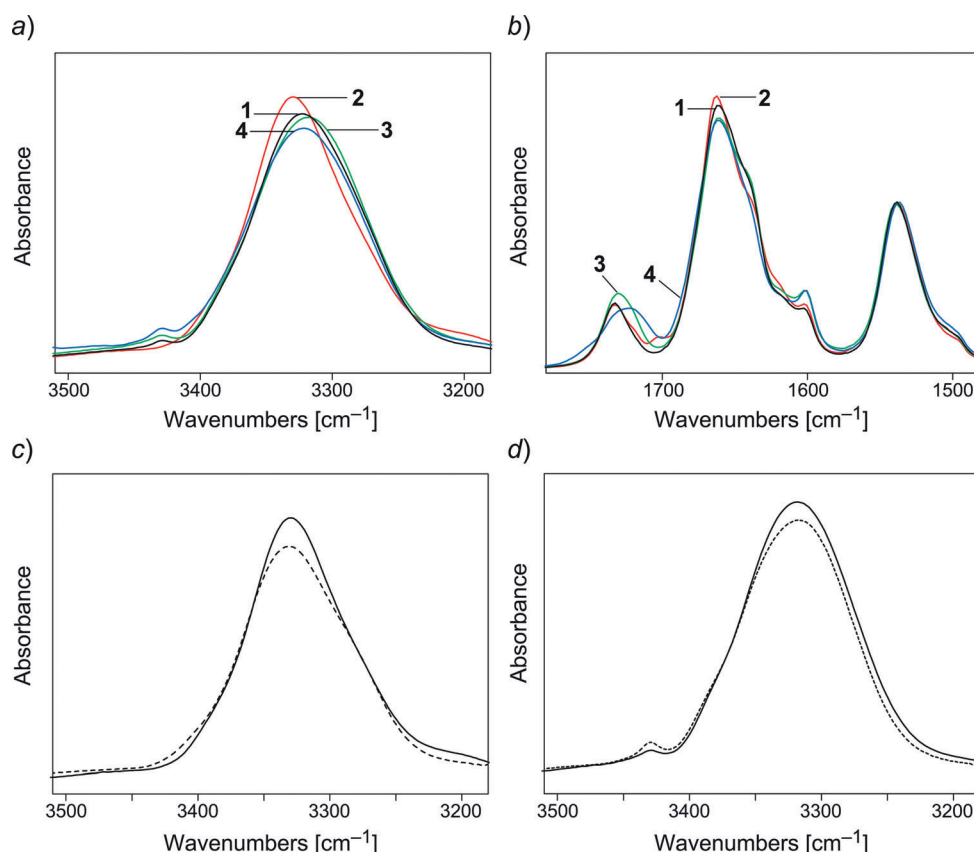 a)
Absorbance
1
2
4
3
3500 3400 3300 3200
Wavenumbers [cm–1]
b)
Absorbance
1
2
3
4
1700 1600 1500
Wavenumbers [cm–1]
c)
Absorbance
3500 3400 3300 3200
Wavenumbers [cm–1]
d)
Absorbance
3500 3400 3300 3200
Wavenumbers [cm–1]